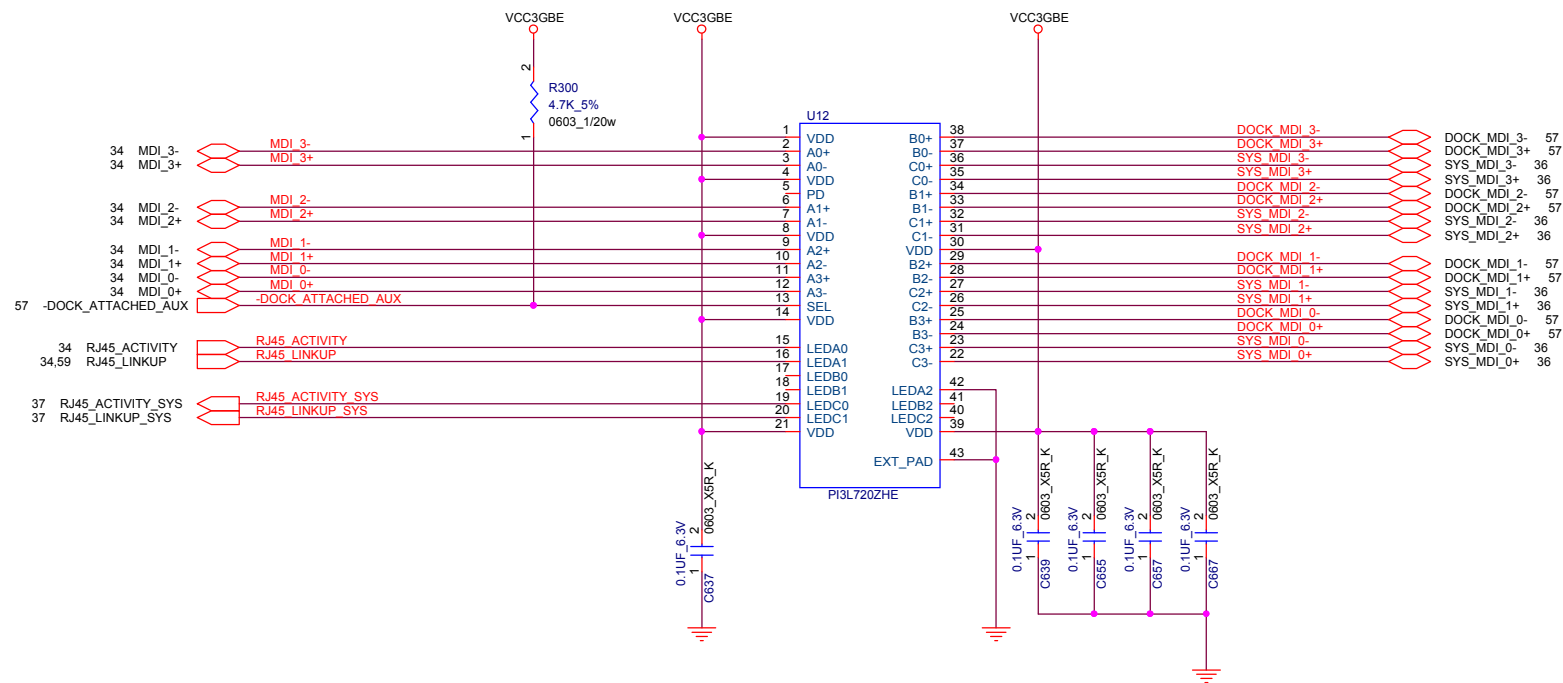 VCC3GBE VCC3GBE VCC3GBE
2
R300
4.7K_5%
0603_1/20w
1
U12
34 MDI_3- MDI_3- 1 VDD B0+ 38 DOCK_MDI_3- DOCK_MDI_3- 57
34 MDI_3+ MDI_3+ 2 A0+ B0- 37 DOCK_MDI_3+ DOCK_MDI_3+ 57
3 A0- C0+ 36 SYS_MDI_3- SYS_MDI_3- 36
4 VDD C0- 35 SYS_MDI_3+ SYS_MDI_3+ 36
5 PD B1+ 34 DOCK_MDI_2- DOCK_MDI_2- 57
34 MDI_2- MDI_2- 6 A1+ B1- 33 DOCK_MDI_2+ DOCK_MDI_2+ 57
34 MDI_2+ MDI_2+ 7 A1- C1+ 32 SYS_MDI_2- SYS_MDI_2- 36
8 VDD C1- 31 SYS_MDI_2+ SYS_MDI_2+ 36
34 MDI_1- MDI_1- 9 A2+ VDD 30
34 MDI_1+ MDI_1+ 10 A2- B2+ 29 DOCK_MDI_1- DOCK_MDI_1- 57
34 MDI_0- MDI_0- 11 A3+ B2- 28 DOCK_MDI_1+ DOCK_MDI_1+ 57
34 MDI_0+ MDI_0+ 12 A3- C2+ 27 SYS_MDI_1- SYS_MDI_1- 36
57 -DOCK_ATTACHED_AUX -DOCK_ATTACHED_AUX 13 SEL C2- 26 SYS_MDI_1+ SYS_MDI_1+ 36
14 VDD B3+ 25 DOCK_MDI_0- DOCK_MDI_0- 57
B3- 24 DOCK_MDI_0+ DOCK_MDI_0+ 57
34 RJ45_ACTIVITY RJ45_ACTIVITY 15 LEDA0 C3+ 23 SYS_MDI_0- SYS_MDI_0- 36
34,59 RJ45_LINKUP RJ45_LINKUP 16 LEDA1 C3- 22 SYS_MDI_0+ SYS_MDI_0+ 36
17 LEDB0
18 LEDB1 LEDA2 42
37 RJ45_ACTIVITY_SYS RJ45_ACTIVITY_SYS 19 LEDC0 LEDB2 41
37 RJ45_LINKUP_SYS RJ45_LINKUP_SYS 20 LEDC1 LEDC2 40
21 VDD VDD 39
EXT_PAD 43
PI3L720ZHE
0.1UF_6.3V 1 2 C637 0603_X5R_K
0.1UF_6.3V 1 2 C639 0603_X5R_K
0.1UF_6.3V 1 2 C655 0603_X5R_K
0.1UF_6.3V 1 2 C657 0603_X5R_K
0.1UF_6.3V 1 2 C667 0603_X5R_K